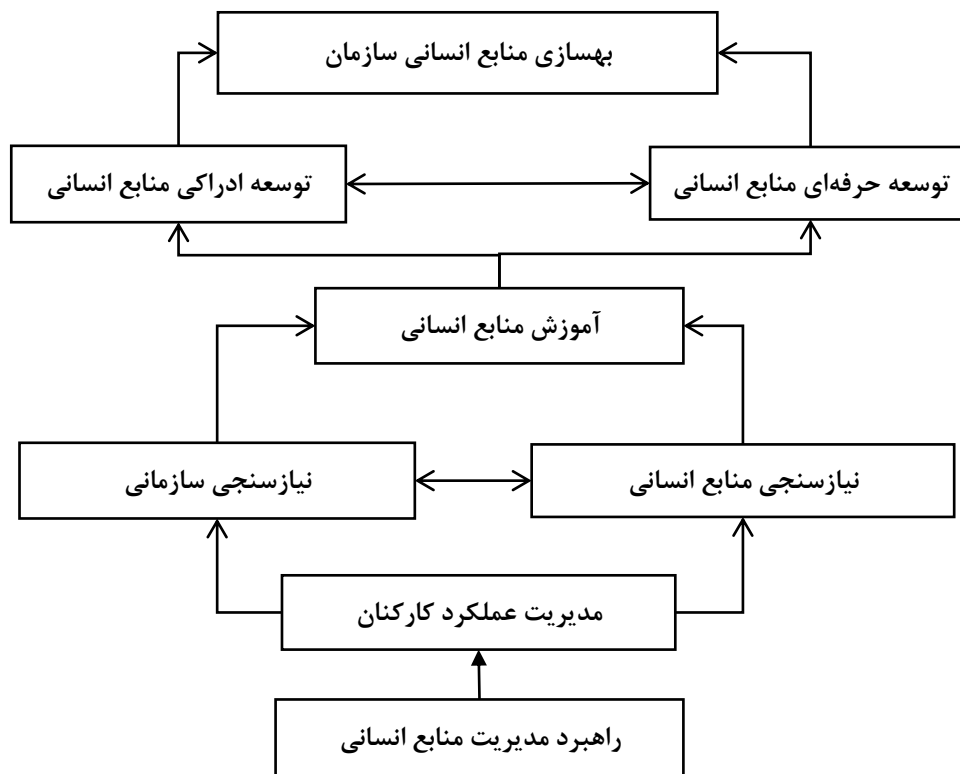 بهسازی منابع انسانی سازمان
توسعه حرفه‌ای منابع انسانی
توسعه ادراکی منابع انسانی
آموزش منابع انسانی
نیازسنجی منابع انسانی
نیازسنجی سازمانی
مدیریت عملکرد کارکنان
راهبرد مدیریت منابع انسانی